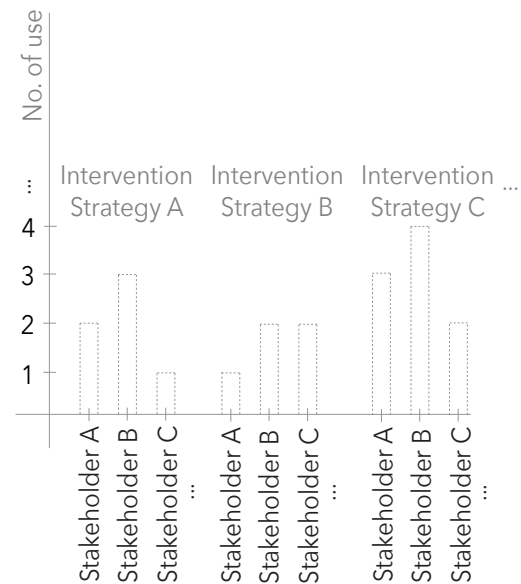 No. of use
Intervention
Strategy A
Intervention
Strategy B
Intervention
Strategy C
...
...
4
3
2
1
Stakeholder A
Stakeholder B
Stakeholder C
...
Stakeholder A
Stakeholder B
Stakeholder C
...
Stakeholder A
Stakeholder B
Stakeholder C
...